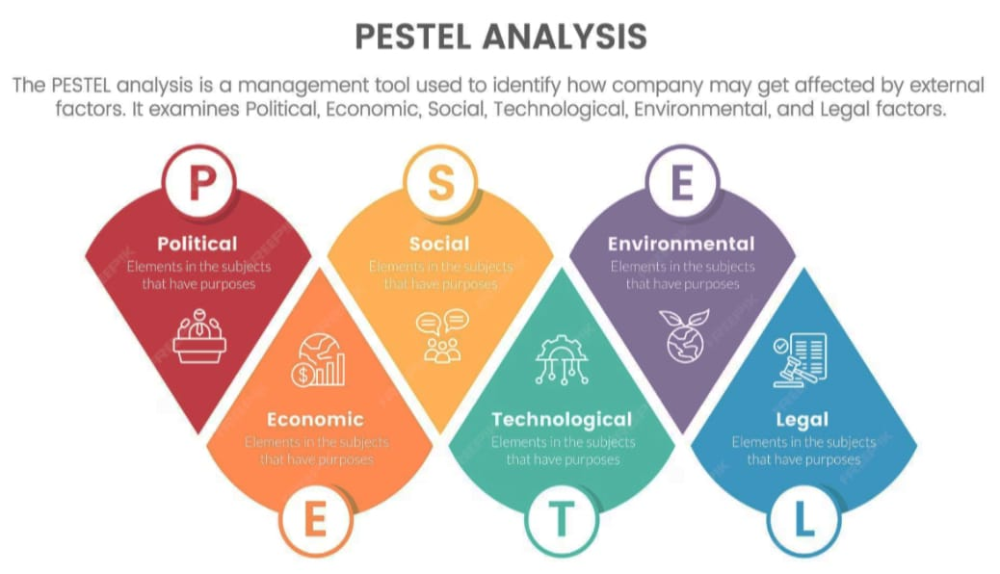 PESTEL ANALYSIS
The PESTEL analysis is a management tool used to identify how company may get affected by external
factors. It examines Political, Economic, Social, Technological, Environmental, and Legal factors.
P
Political
Elements in the subjects
that have purposes
E
Economic
Elements in the subjects
that have purposes
S
Social
Elements in the subjects
that have purposes
T
Technological
Elements in the subjects
that have purposes
E
Environmental
Elements in the subjects
that have purposes
L
Legal
Elements in the subjects
that have purposes